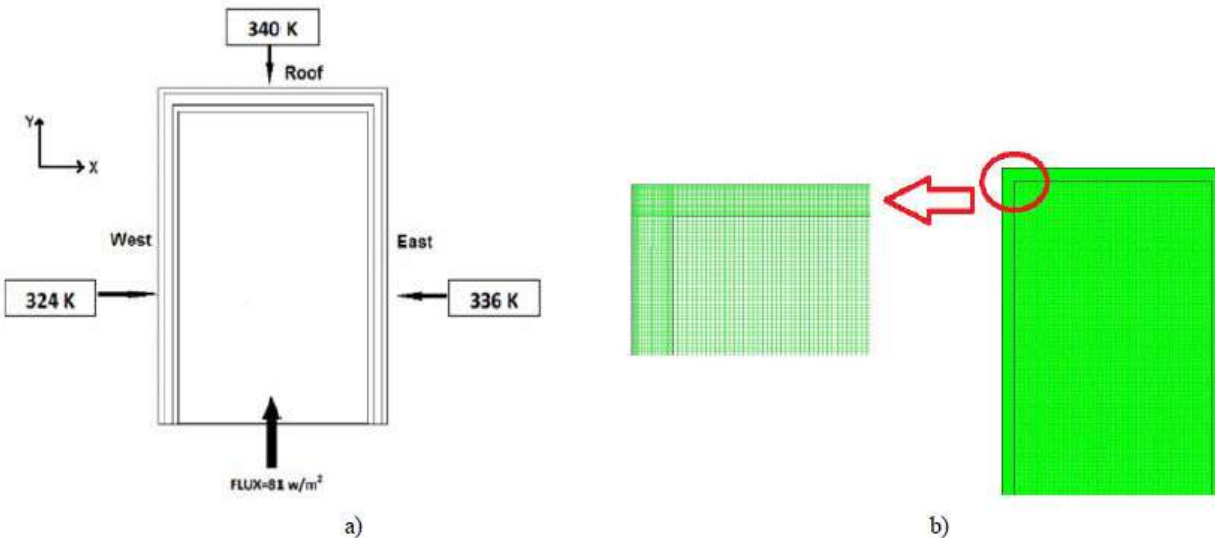 340 K
Roof
Y
X
West
East
324 K
336 K
FLUX=81 w/m²
a)
b)